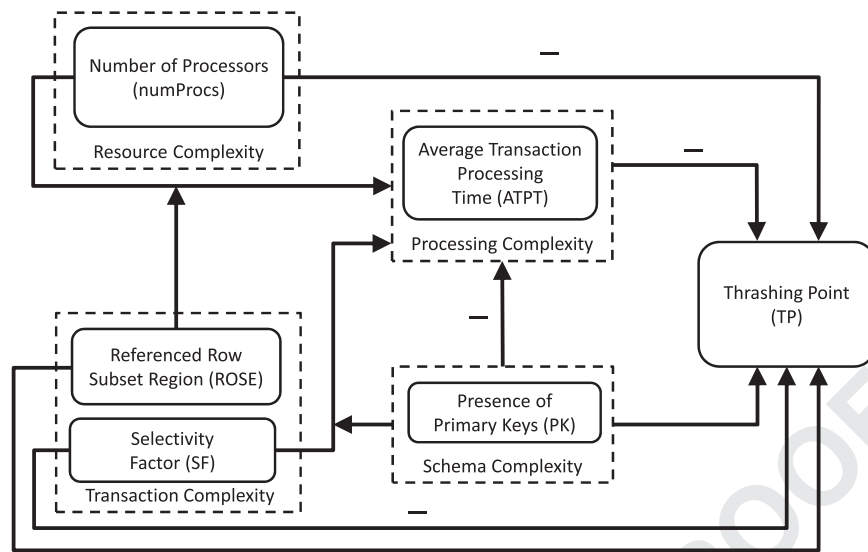 Number of Processors
(numProcs)
Resource Complexity
—
Average Transaction
Processing
Time (ATPT)
Processing Complexity
—
Thrashing Point
(TP)
Referenced Row
Subset Region (ROSE)
Selectivity
Factor (SF)
Transaction Complexity
—
Presence of
Primary Keys (PK)
Schema Complexity
—